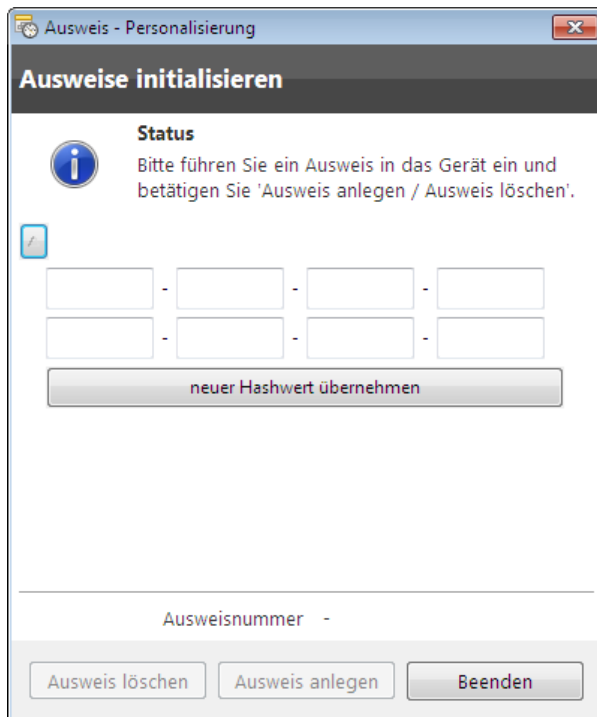 Ausweis - Personalisierung
Ausweise initialisieren
Status
Bitte führen Sie ein Ausweis in das Gerät ein und
betätigen Sie 'Ausweis anlegen / Ausweis löschen'.
- - -
- - -
neuer Hashwert übernehmen
Ausweisnummer -
Ausweis löschen Ausweis anlegen Beenden